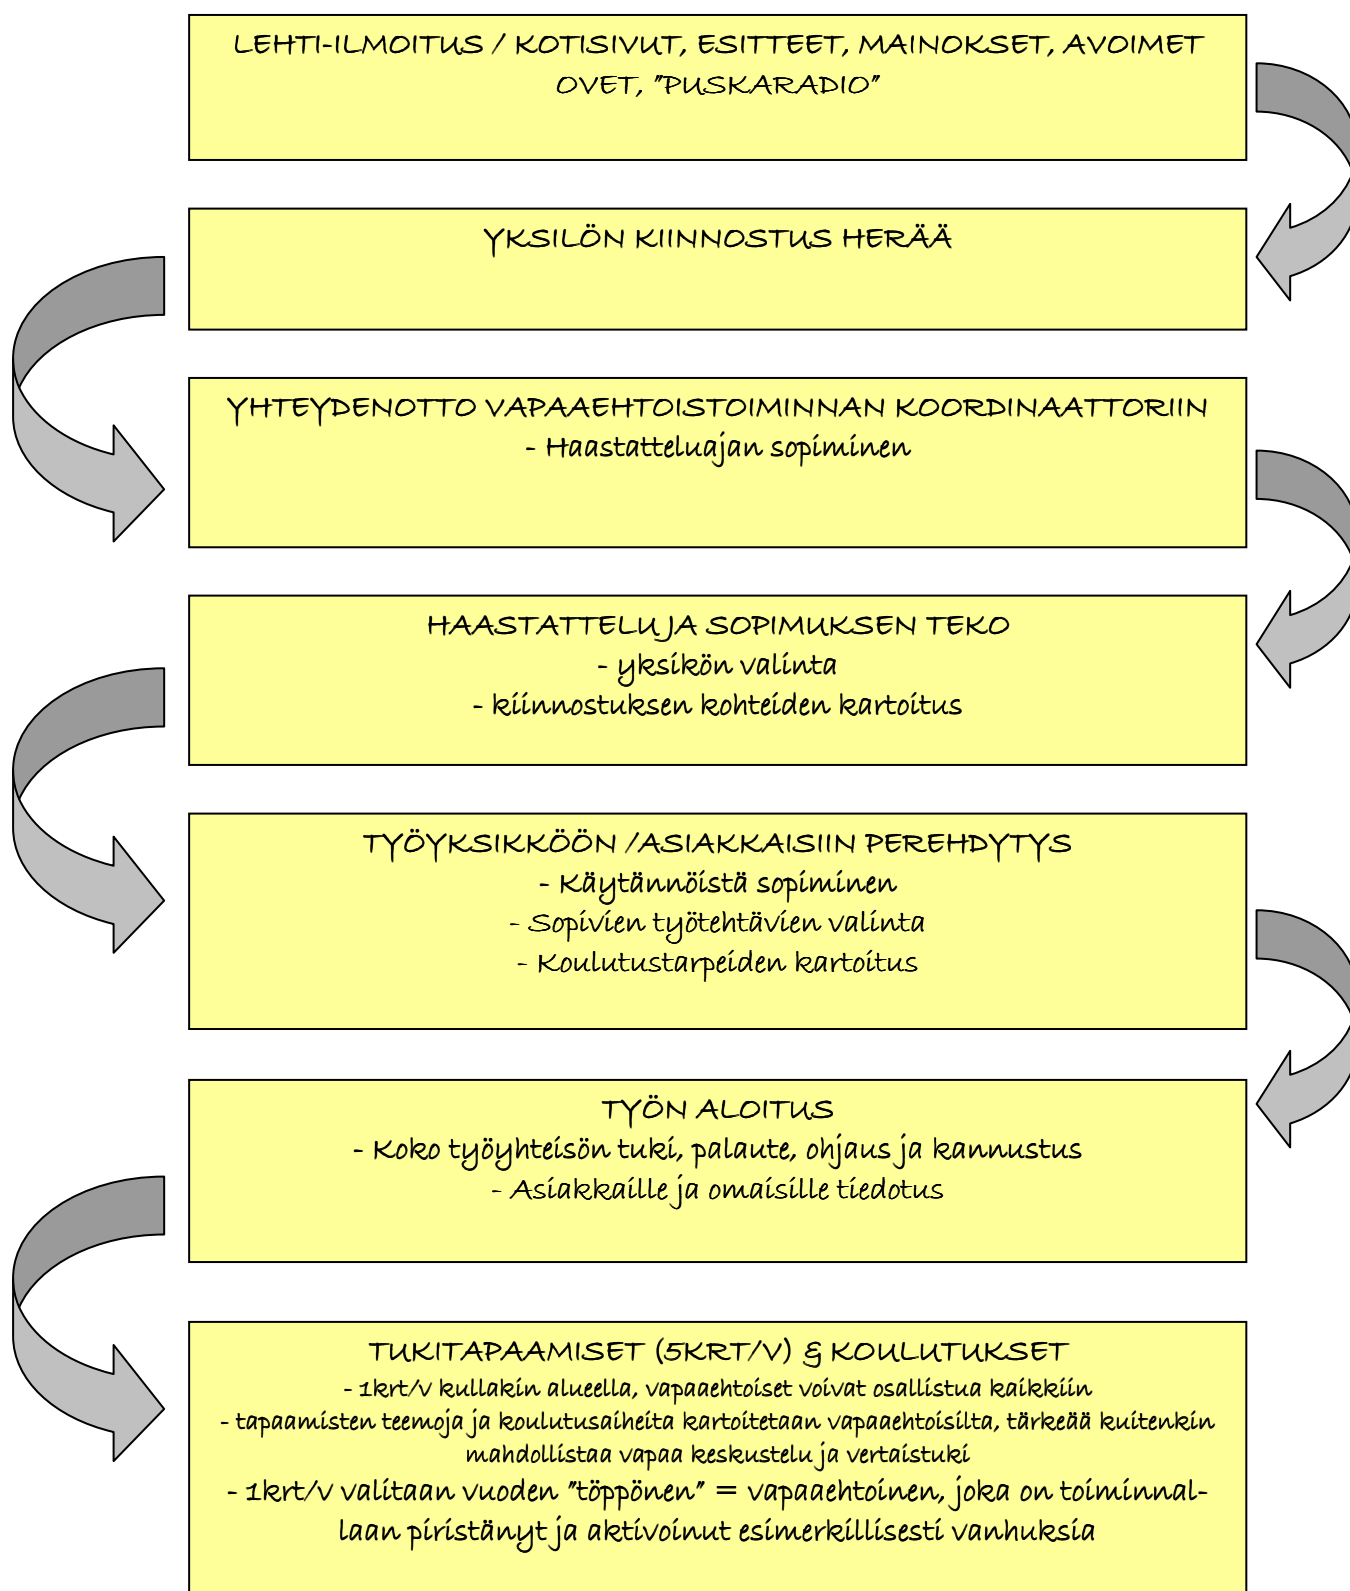 LEHTI-ILMOITUS / KOTISIVUT, ESITTEET, MAINOKSET, AVOIMET
OVET, "PUSKARADIO"
YKSILÖN KIINNOSTUS HERÄÄ
YHTEYDENOTTO VAPAAEHTOISTOIMINNAN KOORDINAATTORIIN
- Haastatteluajan sopiminen
HAASTATTELU JA SOPIMUKSEN TEKO
- yksikön valinta
- kiinnostuksen kohteiden kartoitus
TYÖYKSIKKÖÖN /ASIAKKAISIIN PEREHDYTYS
- Käytännöistä sopiminen
- Sopivien työtehtävien valinta
- Koulutustarpeiden kartoitus
TYÖN ALOITUS
- Koko työyhteisön tuki, palaute, ohjaus ja kannustus
- Asiakkaille ja omaisille tiedotus
TUKITAPAAMISET (5KRT/V) & KOULUTUKSET
- 1krt/v kullakin alueella, vapaaehtoiset voivat osallistua kaikkiin
- tapaamisten teemoja ja koulutusaiheita kartoitetaan vapaaehtoisilta, tärkeää kuitenkin
mahdollistaa vapaa keskustelu ja vertaistuki
- 1krt/v valitaan vuoden "töppönen" = vapaaehtoinen, joka on toiminnal-
laan piristänyt ja aktivoinut esimerkillisesti vanhuksia